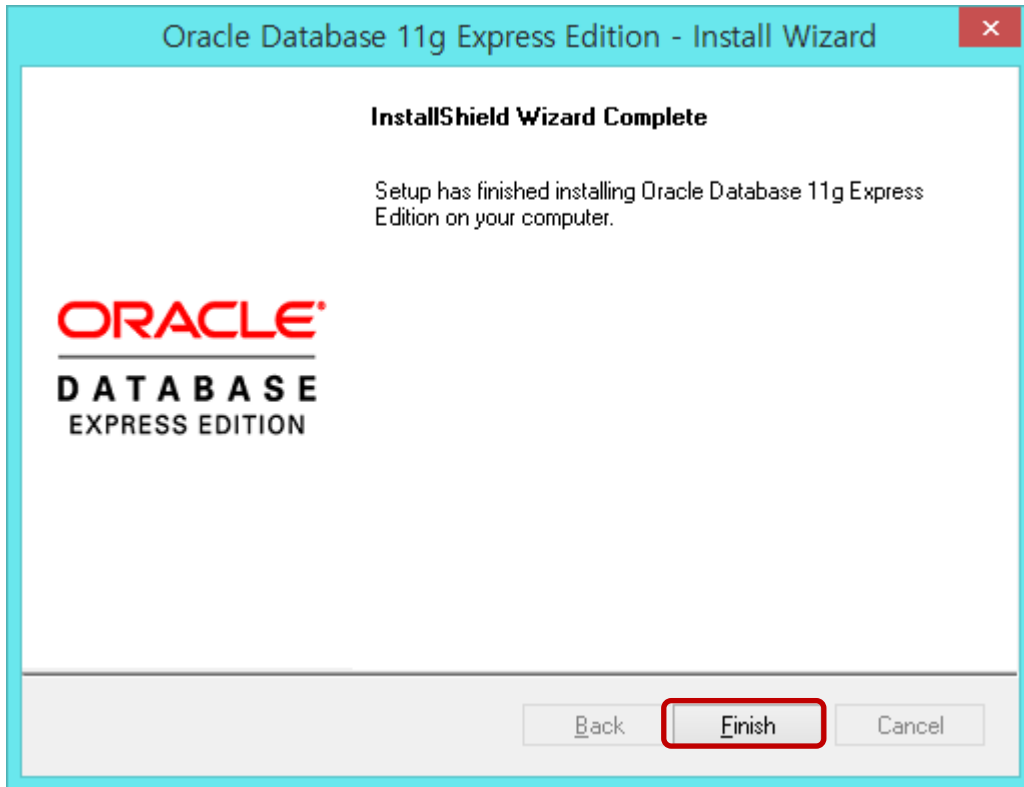 Oracle Database 11g Express Edition - Install Wizard
InstallShield Wizard Complete
Setup has finished installing Oracle Database 11g Express
Edition on your computer.
ORACLE
DATABASE
EXPRESS EDITION
Back
Finish
Cancel